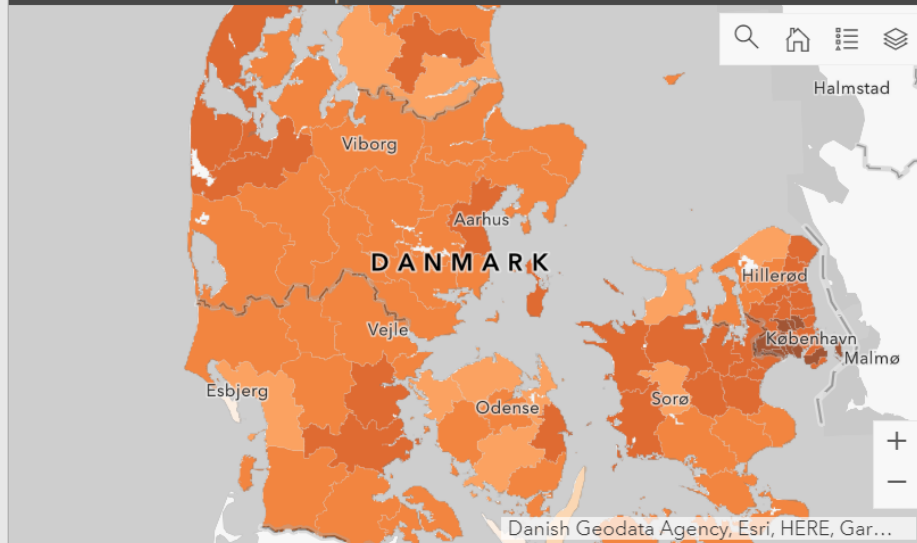 Halmstad
Viborg
Aarhus
DANMARK
Hillerød
Vejle
København
Malmø
Esbjerg
Odense
Sorø
+
−
Danish Geodata Agency, Esri, HERE, Gar...